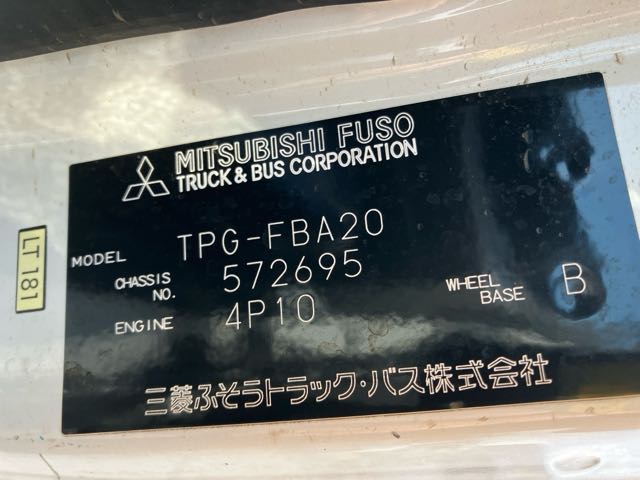 MITSUBISHI FUSO
TRUCK & BUS CORPORATION
MODEL TPG-FBA20
CHASSIS NO. 572695
ENGINE 4P10
WHEEL BASE B
三菱ふそうトラック・バス株式会社
LT 181